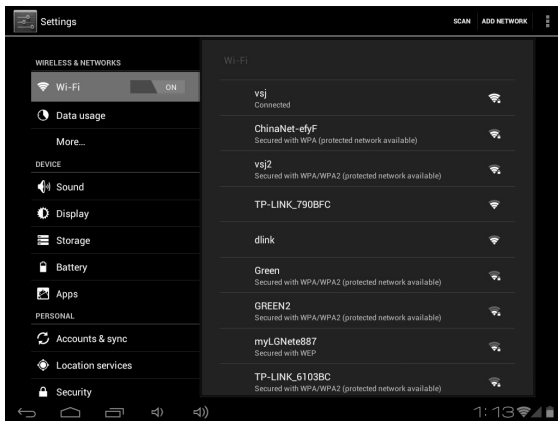 Settings
SCAN
ADD NETWORK
WIRELESS & NETWORKS
Wi-Fi
ON
Data usage
More...
DEVICE
Sound
Display
Storage
Battery
Apps
PERSONAL
Accounts & sync
Location services
Security
Wi-Fi
vsj
Connected
ChinaNet-efyF
Secured with WPA (protected network available)
vsj2
Secured with WPA/WPA2 (protected network available)
TP-LINK_790BFC
dlink
Green
Secured with WPA/WPA2 (protected network available)
GREEN2
Secured with WPA/WPA2 (protected network available)
myLGNete887
Secured with WEP
TP-LINK_6103BC
Secured with WPA/WPA2 (protected network available)
1:13